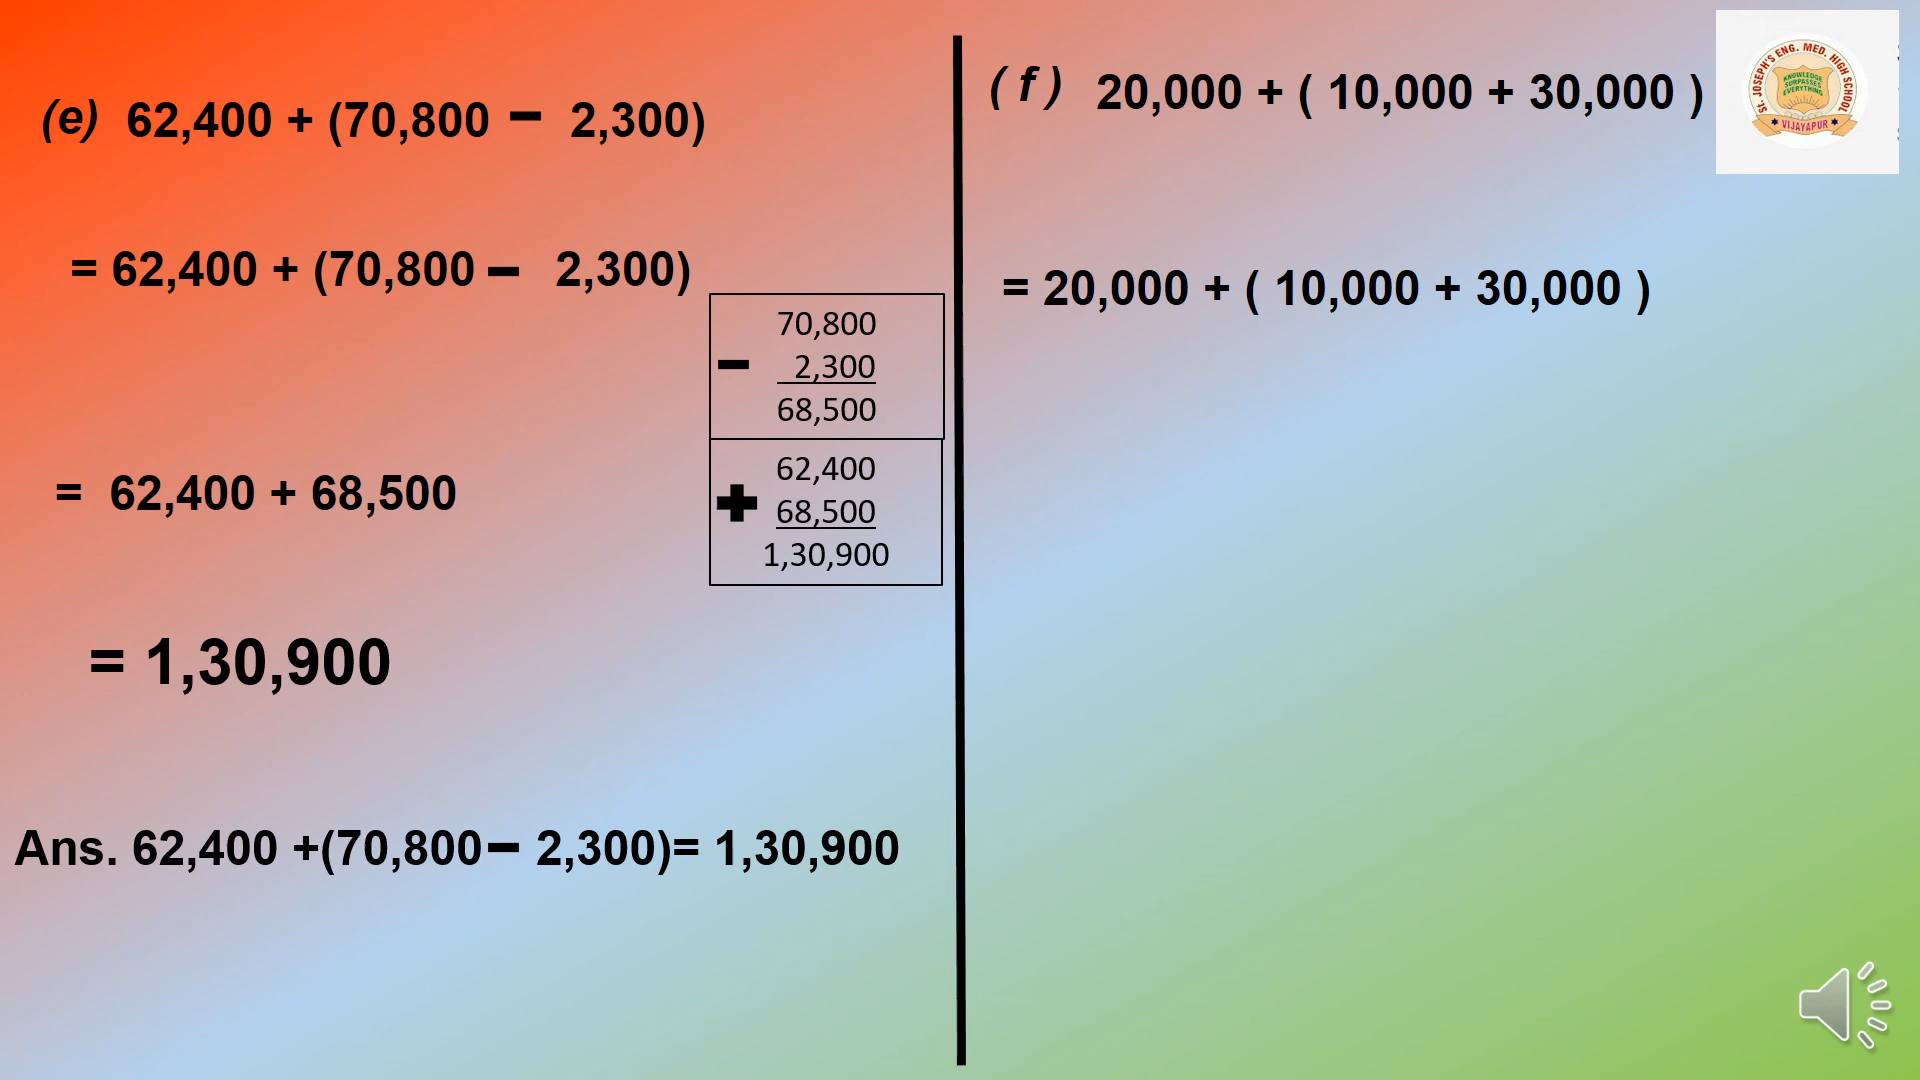 (e) 62,400 + (70,800 − 2,300)
= 62,400 + (70,800 − 2,300)
70,800
− 2,300
68,500
= 62,400 + 68,500
62,400
+ 68,500
1,30,900
= 1,30,900
Ans. 62,400 +(70,800− 2,300)= 1,30,900
( f ) 20,000 + ( 10,000 + 30,000 )
= 20,000 + ( 10,000 + 30,000 )
St. JOSEPH'S ENG. MED. HIGH SCHOOL
KNOWLEDGE
SURPASSES
EVERYTHING
VIJAYAPUR